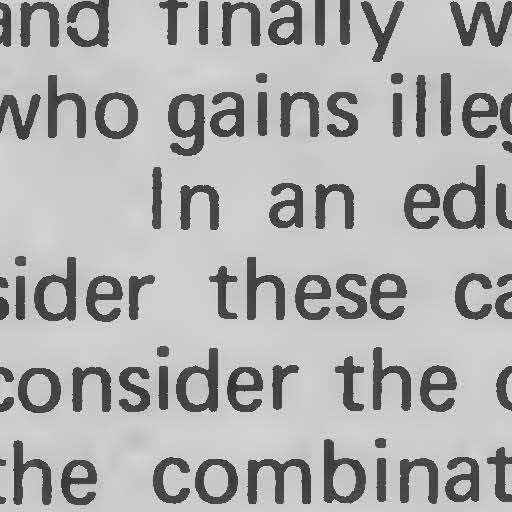 and finally w
who gains illeg
In an edu
sider these ca
consider the c
the combinat